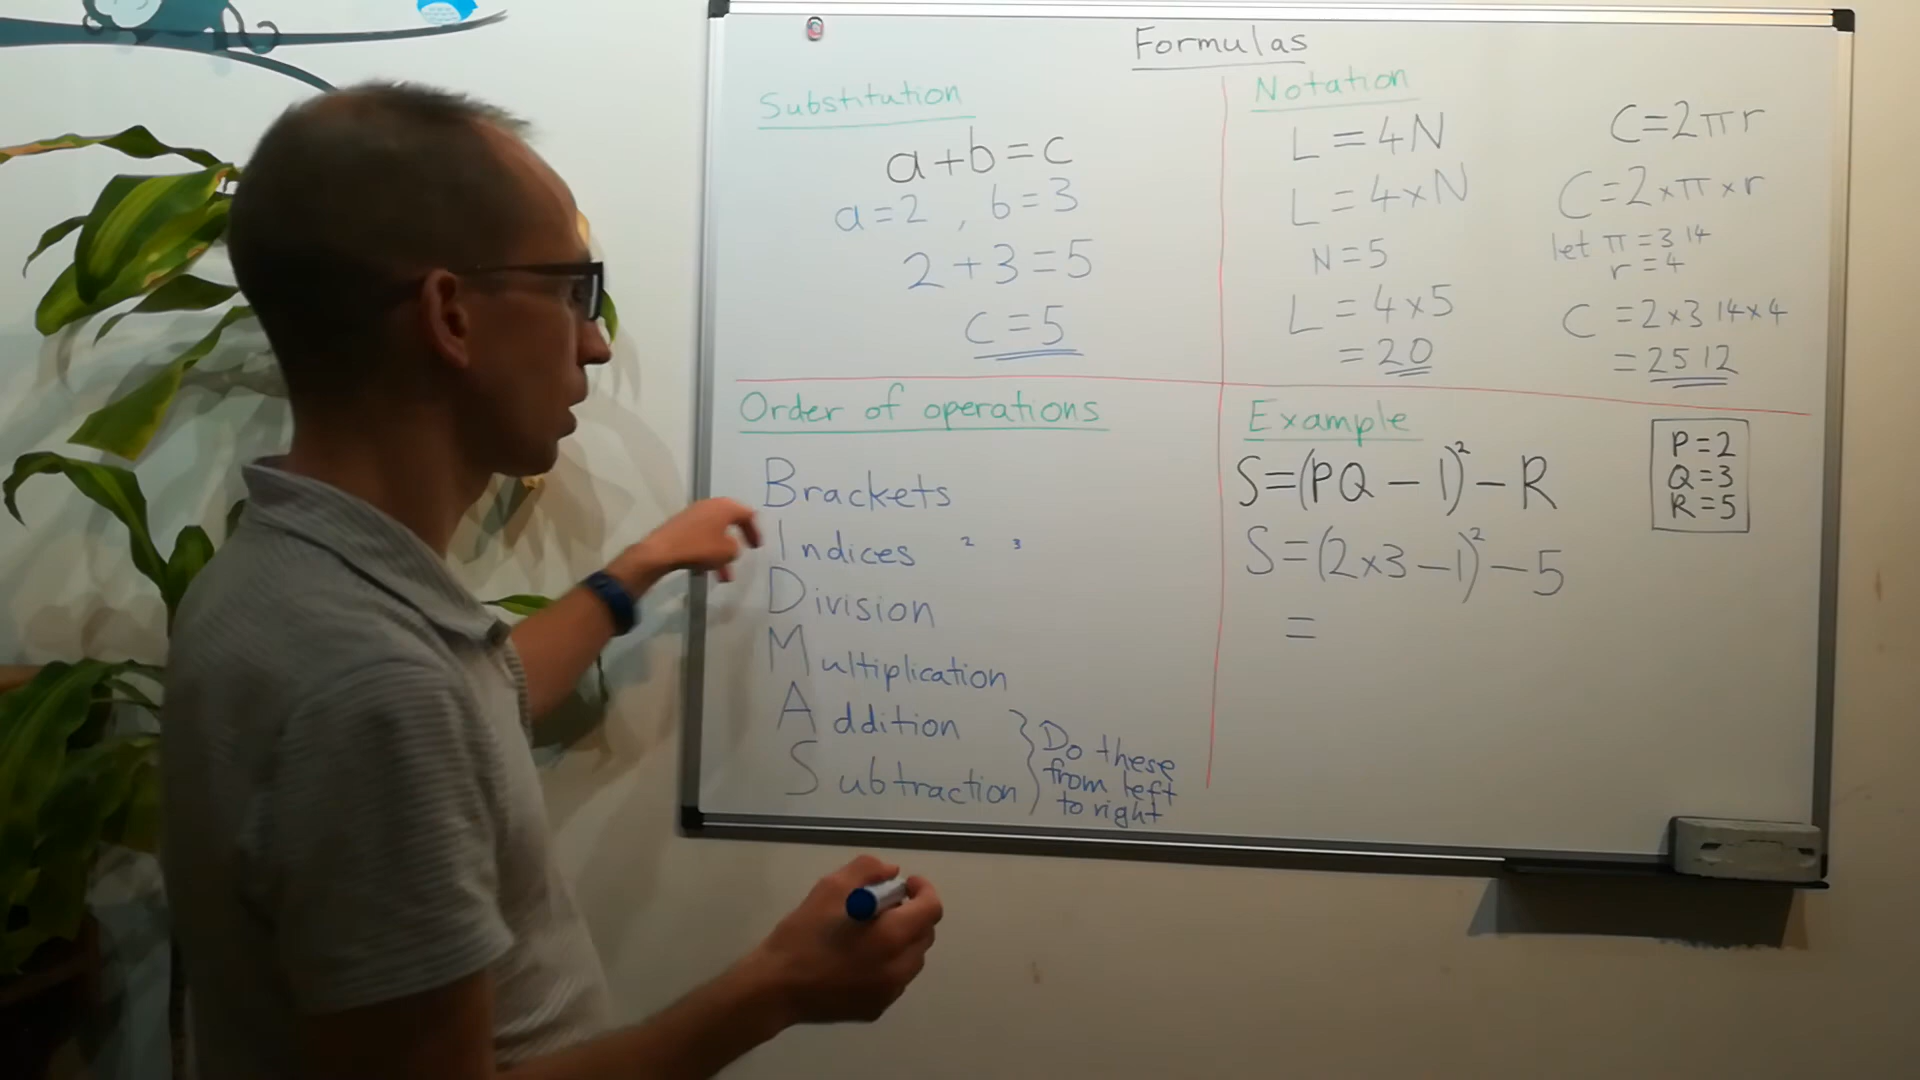 Formulas
Substitution
a+b=c
a=2 , b=3
2+3=5
c=5
Notation
L=4N
L=4×N
N=5
L=4×5
=20
C=2πr
C=2×π×r
let π=3.14
r=4
C=2×3.14×4
=25.12
Order of operations
Brackets
Indices ² ³
Division
Multiplication
Addition
Subtraction
} Do these
from left
to right
Example
S=(PQ-1)²-R
S=(2×3-1)²-5
=
P=2
Q=3
R=5